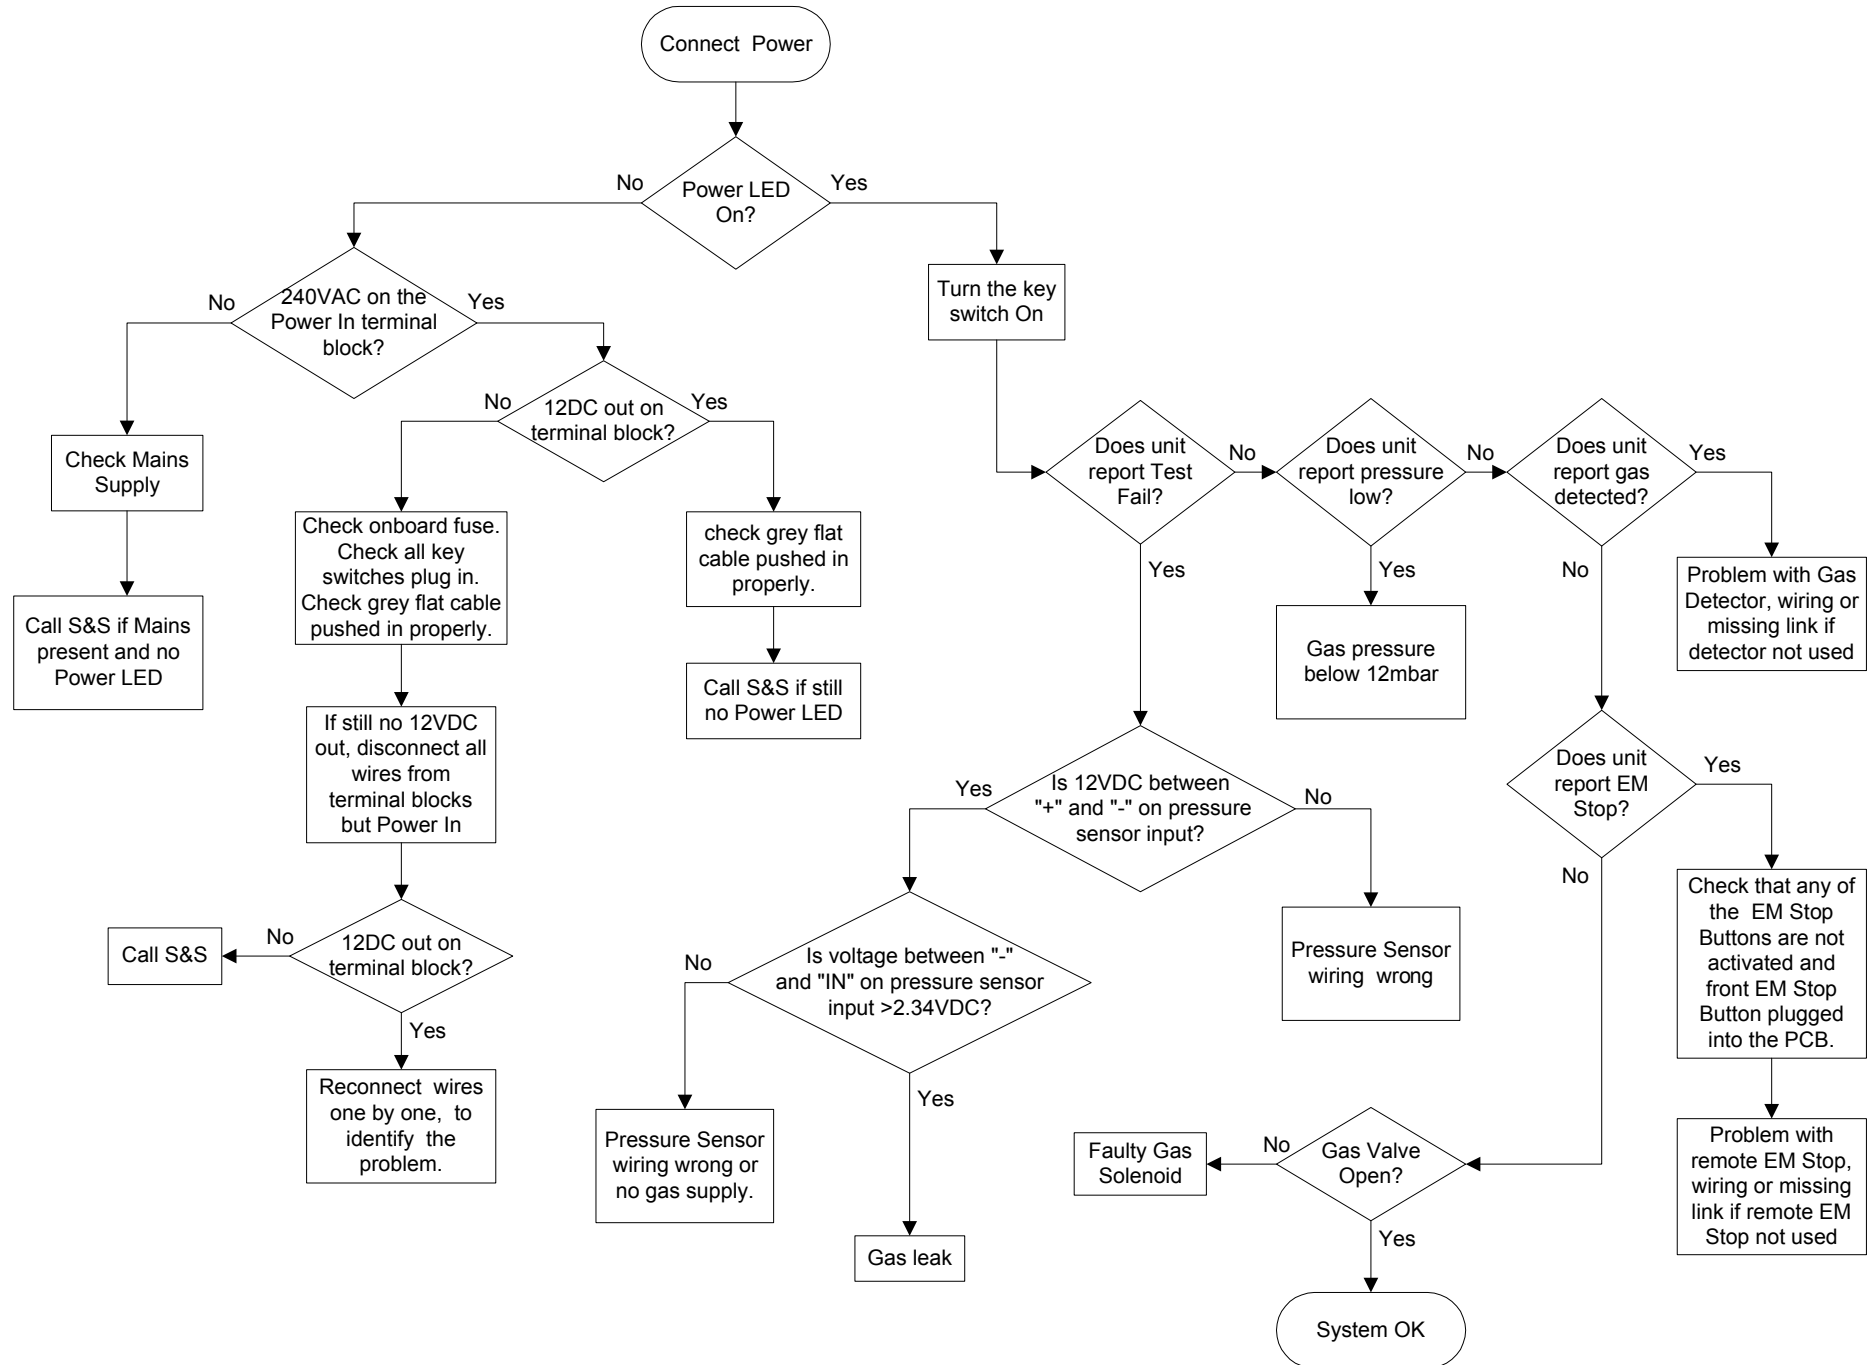 Connect Power
Power LED
On?
No
Yes
240VAC on the
Power In terminal
block?
No
Yes
Turn the key
switch On
12DC out on
terminal block?
No
Yes
Check Mains
Supply
Call S&S if Mains
present and no
Power LED
Check onboard fuse.
Check all key
switches plug in.
Check grey flat cable
pushed in properly.
check grey flat
cable pushed in
properly.
Call S&S if still
no Power LED
If still no 12VDC
out, disconnect all
wires from
terminal blocks
but Power In
12DC out on
terminal block?
No
Call S&S
Yes
Reconnect wires
one by one, to
identify the
problem.
Does unit
report Test
Fail?
No
Yes
Does unit
report pressure
low?
No
Yes
Does unit
report gas
detected?
Yes
No
Gas pressure
below 12mbar
Problem with Gas
Detector, wiring or
missing link if
detector not used
Is 12VDC between
"+" and "-" on pressure
sensor input?
Yes
No
Does unit
report EM
Stop?
Yes
No
Is voltage between "-"
and "IN" on pressure sensor
input >2.34VDC?
No
Yes
Pressure Sensor
wiring wrong
Check that any of
the EM Stop
Buttons are not
activated and
front EM Stop
Button plugged
into the PCB.
Pressure Sensor
wiring wrong or
no gas supply.
Gas leak
Faulty Gas
Solenoid
No
Gas Valve
Open?
Yes
Problem with
remote EM Stop,
wiring or missing
link if remote EM
Stop not used
System OK